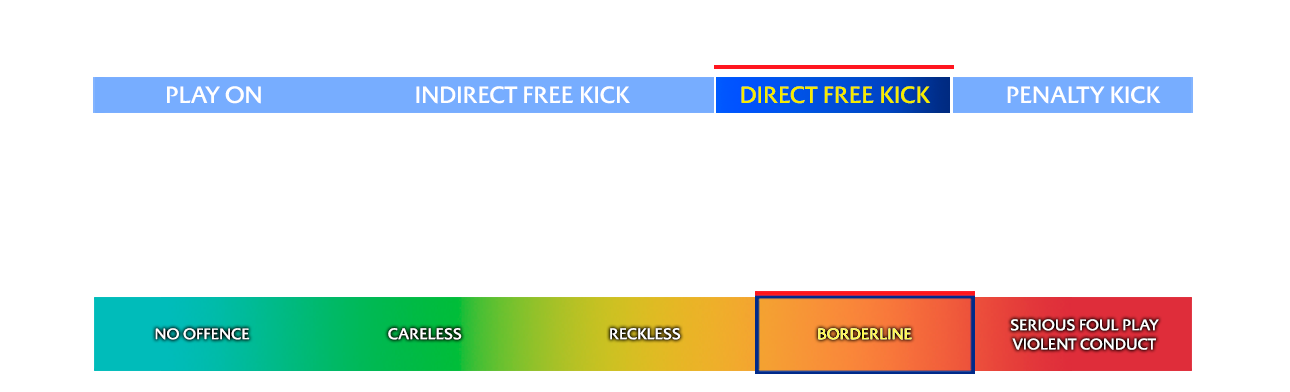 PLAY ON
INDIRECT FREE KICK
DIRECT FREE KICK
PENALTY KICK
NO OFFENCE
CARELESS
RECKLESS
BORDERLINE
SERIOUS FOUL PLAY
VIOLENT CONDUCT